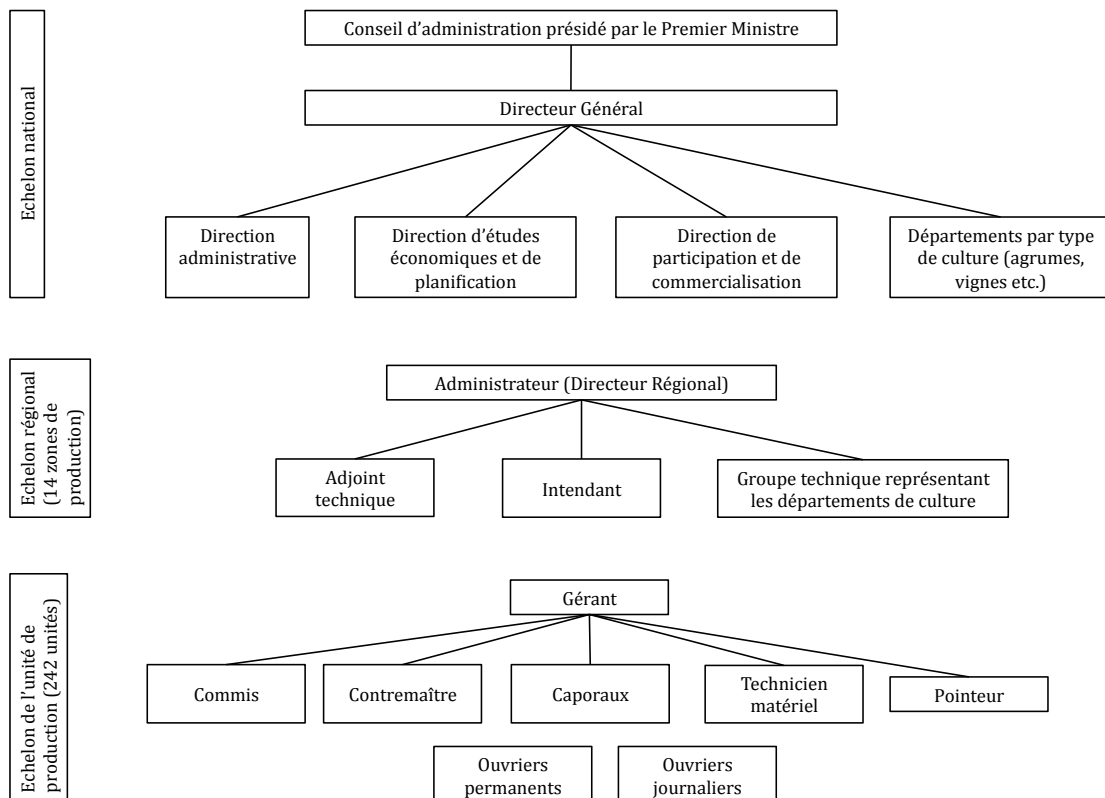 Echelon national
Conseil d'administration présidé par le Premier Ministre
Directeur Général
Direction
administrative
Direction d'études
économiques et de
planification
Direction de
participation et de
commercialisation
Départements par type
de culture (agrumes,
vignes etc.)
Echelon régional
(14 zones de
production)
Administrateur (Directeur Régional)
Adjoint
technique
Intendant
Groupe technique représentant
les départements de culture
Echelon de l'unité de
production (242 unités)
Gérant
Commis
Contremaître
Caporaux
Technicien
matériel
Pointeur
Ouvriers
permanents
Ouvriers
journaliers